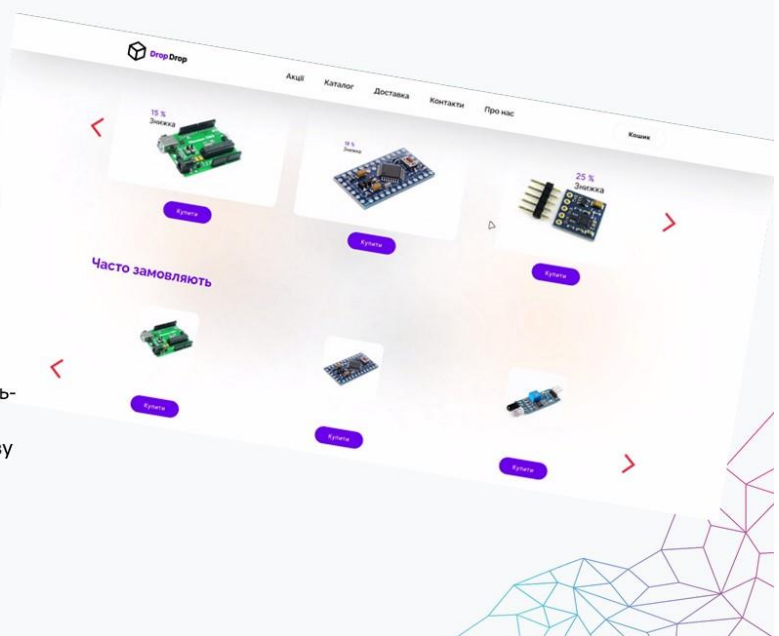 Drop Drop
Акції Каталог Доставка Контакти Про нас Кошик
15 %
Знижка
Знижка
25 %
Знижка
Купити
Купити
Купити
Часто замовляють
Купити
Купити
Купити